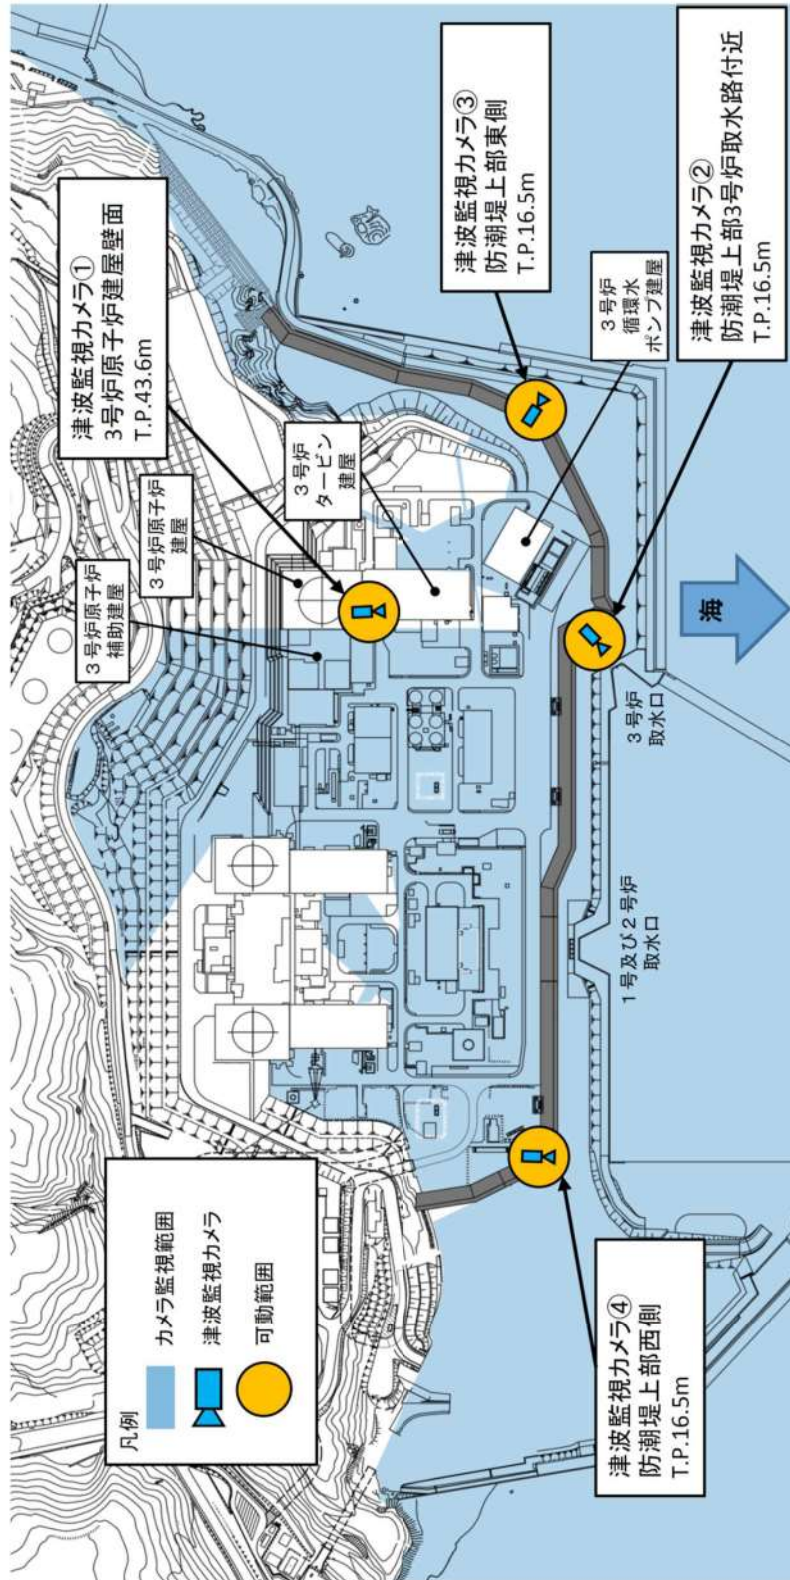 凡例
カメラ監視範囲
津波監視カメラ
可動範囲
3号炉原子炉
補助建屋
3号炉原子炉
建屋
津波監視カメラ①
3号炉原子炉建屋壁面
T.P.43.6m
3号炉
タービン
建屋
津波監視カメラ③
防潮堤上部東側
T.P.16.5m
3号炉
循環水
ポンプ建屋
津波監視カメラ④
防潮堤上部西側
T.P.16.5m
1号及び2号炉
取水口
3号炉
取水口
海
津波監視カメラ②
防潮堤上部3号炉取水路付近
T.P.16.5m